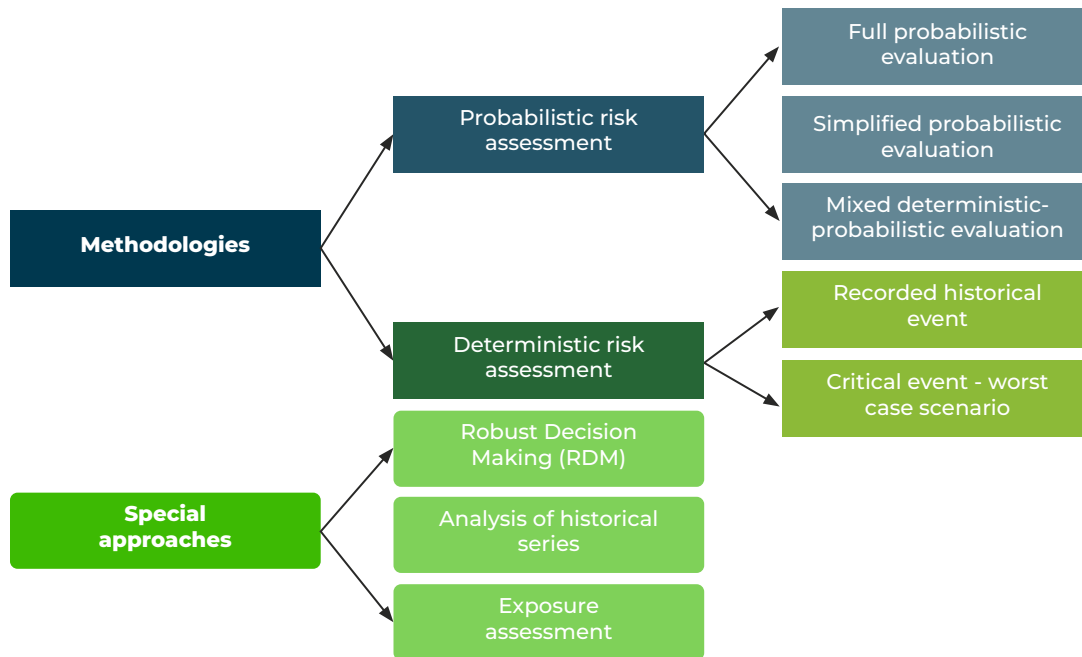 Methodologies
Probabilistic risk
assessment
Full probabilistic
evaluation
Simplified probabilistic
evaluation
Mixed deterministic-
probabilistic evaluation
Deterministic risk
assessment
Recorded historical
event
Critical event - worst
case scenario
Special
approaches
Robust Decision
Making (RDM)
Analysis of historical
series
Exposure
assessment